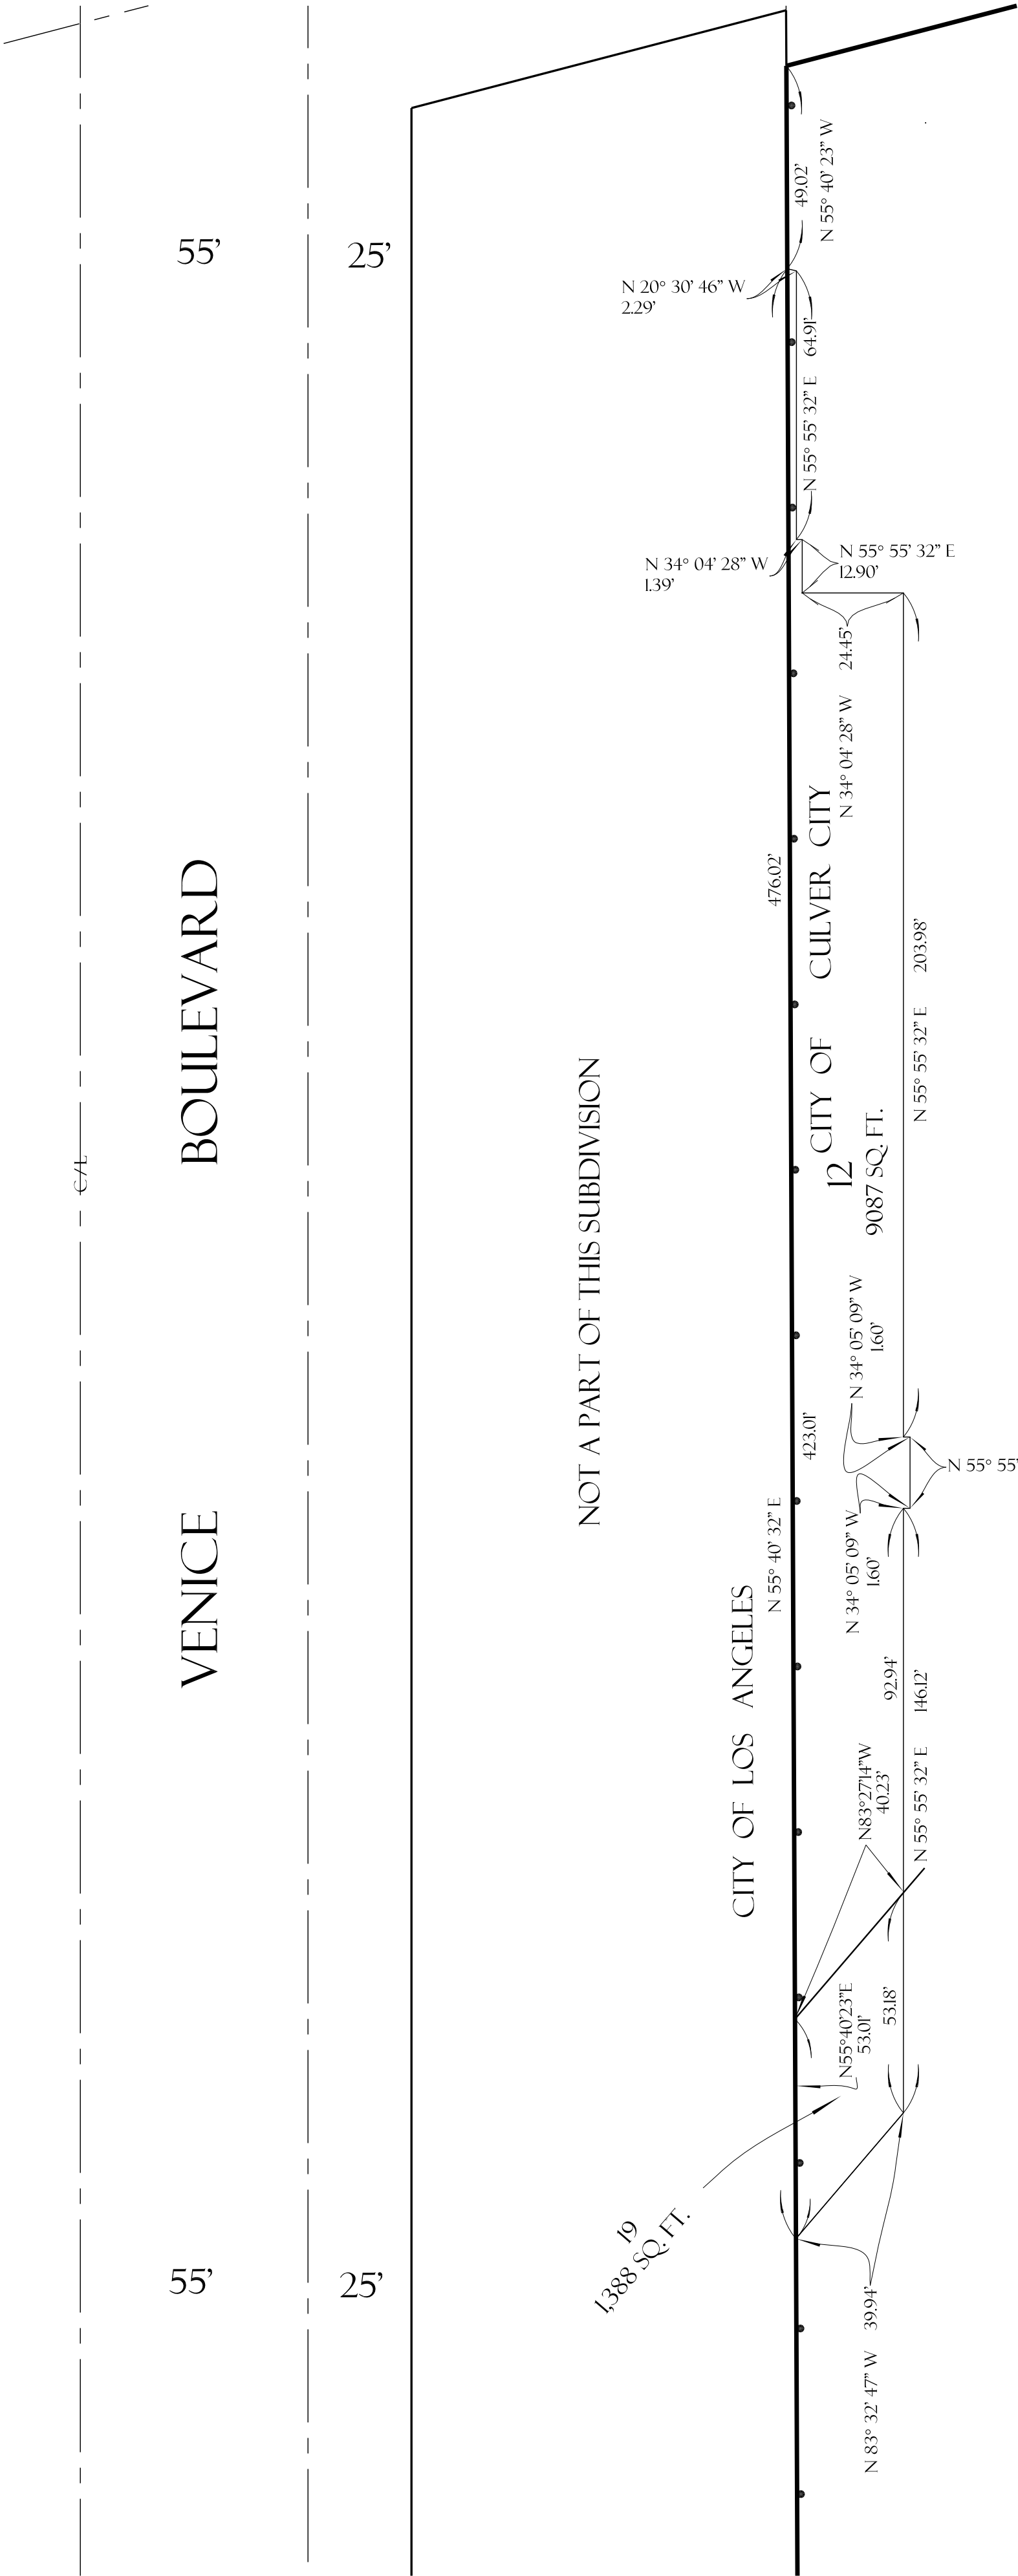 55'
25'
49.02'
N 55° 40' 23" W
N 20° 30' 46" W
2.29'
64.91'
N 55° 55' 32" E
N 34° 04' 28" W
1.39'
N 55° 55' 32" E
12.90'
24.45'
N 34° 04' 28" W
VENICE BOULEVARD
C/L
NOT A PART OF THIS SUBDIVISION
N 55° 40' 32" E
476.02'
CITY OF CULVER CITY
12
9087 SQ. FT.
N 55° 55' 32" E 203.98'
N 34° 05' 09" W
1.60'
423.01'
N 55° 55'
N 34° 05' 09" W
1.60'
CITY OF LOS ANGELES
92.94'
N 55° 55' 32" E 146.12'
N83°27'14"W
40.23'
N55°40'23"E
53.01'
53.18'
19
1,388 SQ. FT.
55'
25'
N 83° 32' 47" W 39.94'